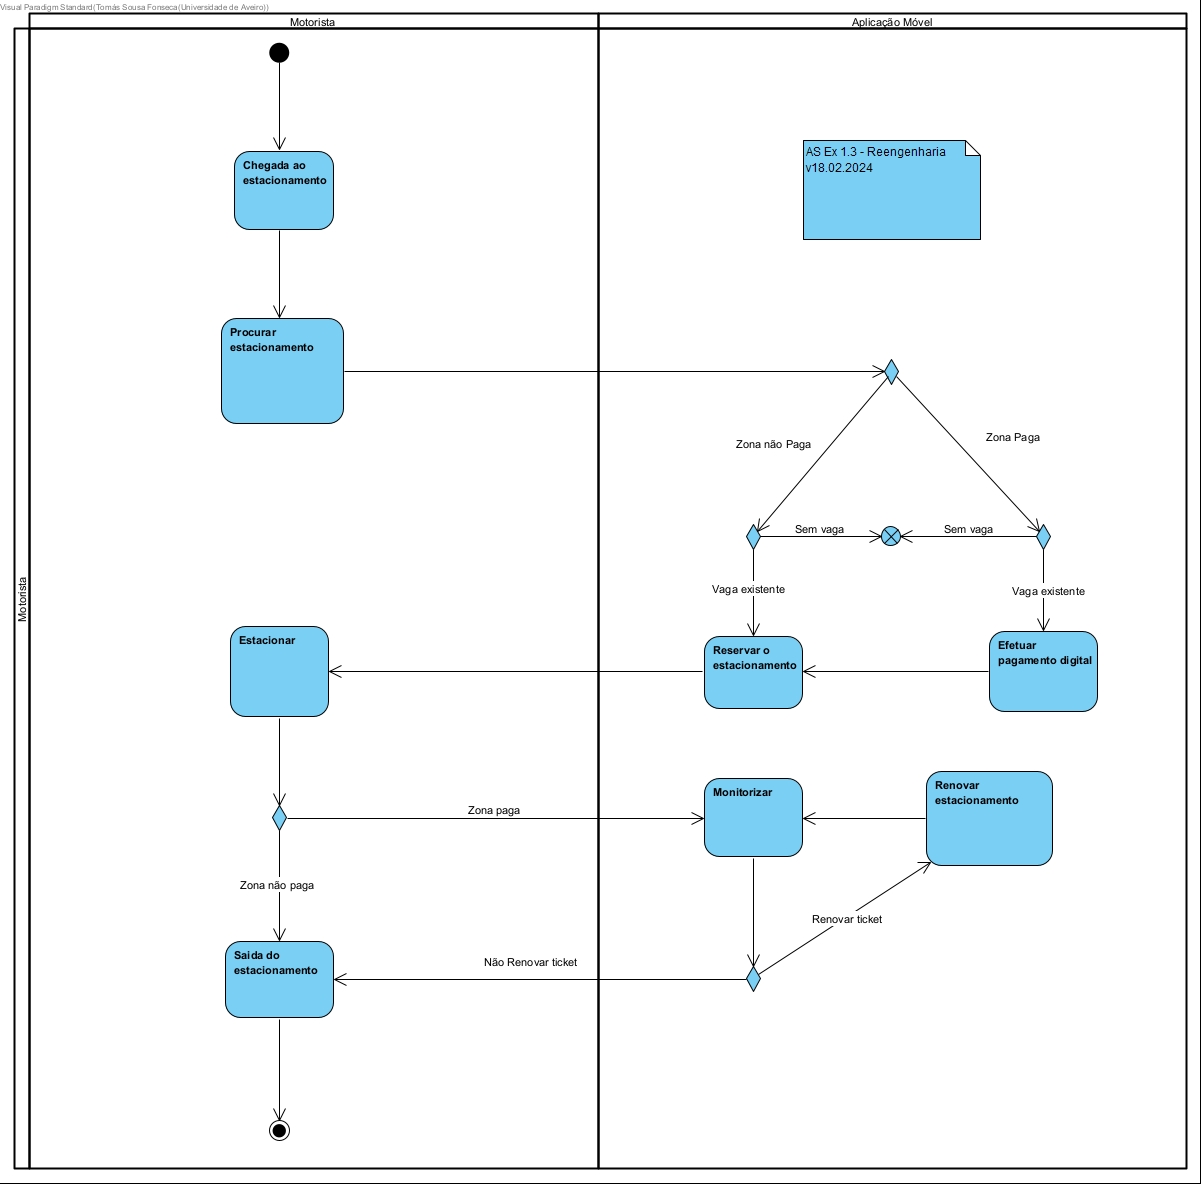 Visual Paradigm Standard(Tomás Sousa Fonseca(Universidade de Aveiro))
Motorista
Aplicação Móvel
Motorista
Chegada ao
estacionamento
AS Ex 1.3 - Reengenharia
v18.02.2024
Procurar
estacionamento
Zona não Paga
Zona Paga
Sem vaga
Sem vaga
Vaga existente
Vaga existente
Estacionar
Reservar o
estacionamento
Efetuar
pagamento digital
Zona paga
Monitorizar
Renovar
estacionamento
Zona não paga
Renovar ticket
Saida do
estacionamento
Não Renovar ticket